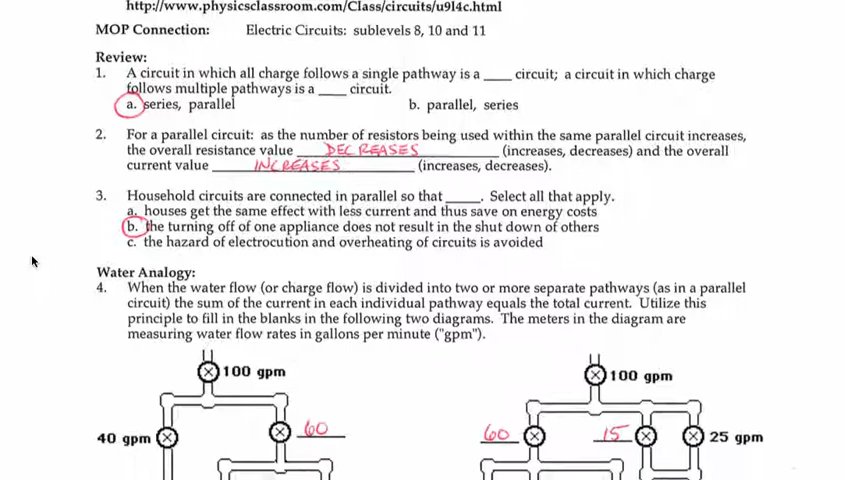 http://www.physicsclassroom.com/Class/circuits/u9l4c.html
MOP Connection: Electric Circuits: sublevels 8, 10 and 11
Review:
1. A circuit in which all charge follows a single pathway is a ____ circuit; a circuit in which charge
follows multiple pathways is a ____ circuit.
a. series, parallel b. parallel, series
2. For a parallel circuit: as the number of resistors being used within the same parallel circuit increases,
the overall resistance value DECREASES (increases, decreases) and the overall
current value INCREASES (increases, decreases).
3. Household circuits are connected in parallel so that ____. Select all that apply.
a. houses get the same effect with less current and thus save on energy costs
b. the turning off of one appliance does not result in the shut down of others
c. the hazard of electrocution and overheating of circuits is avoided
Water Analogy:
4. When the water flow (or charge flow) is divided into two or more separate pathways (as in a parallel
circuit) the sum of the current in each individual pathway equals the total current. Utilize this
principle to fill in the blanks in the following two diagrams. The meters in the diagram are
measuring water flow rates in gallons per minute ("gpm").
100 gpm 100 gpm
40 gpm 60 60 15 25 gpm